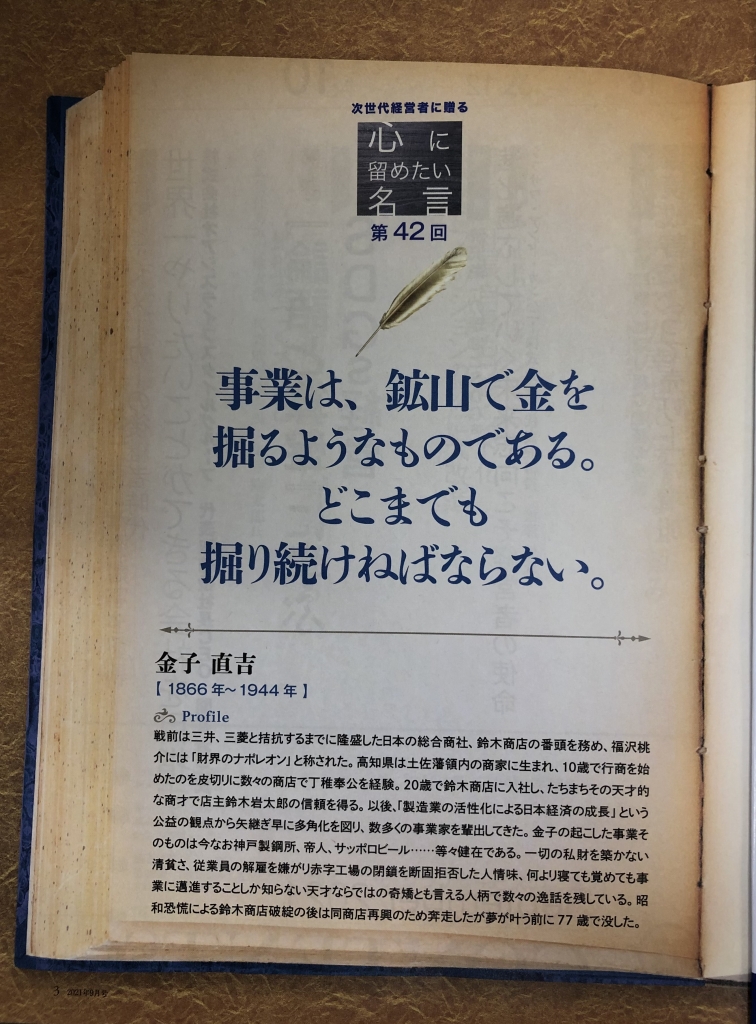 次世代経営者に贈る
心に
留めたい
名言
第42回
事業は、鉱山で金を
掘るようなものである。
どこまでも
掘り続けねばならない。
金子 直吉
【 1866年～1944年 】
Profile
戦前は三井、三菱と拮抗するまでに隆盛した日本の総合商社、鈴木商店の番頭を務め、福沢桃
介には「財界のナポレオン」と称された。高知県は土佐藩領内の商家に生まれ、10歳で行商を始
めたのを皮切りに数々の商店で丁稚奉公を経験。20歳で鈴木商店に入社し、たちまちその天才的
な商才で店主鈴木岩太郎の信頼を得る。以後、「製造業の活性化による日本経済の成長」という
公益の観点から矢継ぎ早に多角化を図り、数多くの事業家を輩出してきた。金子の起こした事業そ
のものは今なお神戸製鋼所、帝人、サッポロビール……等々健在である。一切の私財を築かない
清貧さ、従業員の解雇を嫌がり赤字工場の閉鎖を断固拒否した人情味、何より寝ても覚めても事
業に邁進することしか知らない天才ならではの奇矯とも言える人柄で数々の逸話を残している。昭
和恐慌による鈴木商店破綻の後は同商店再興のため奔走したが夢が叶う前に77歳で没した。
3 2021年9月号